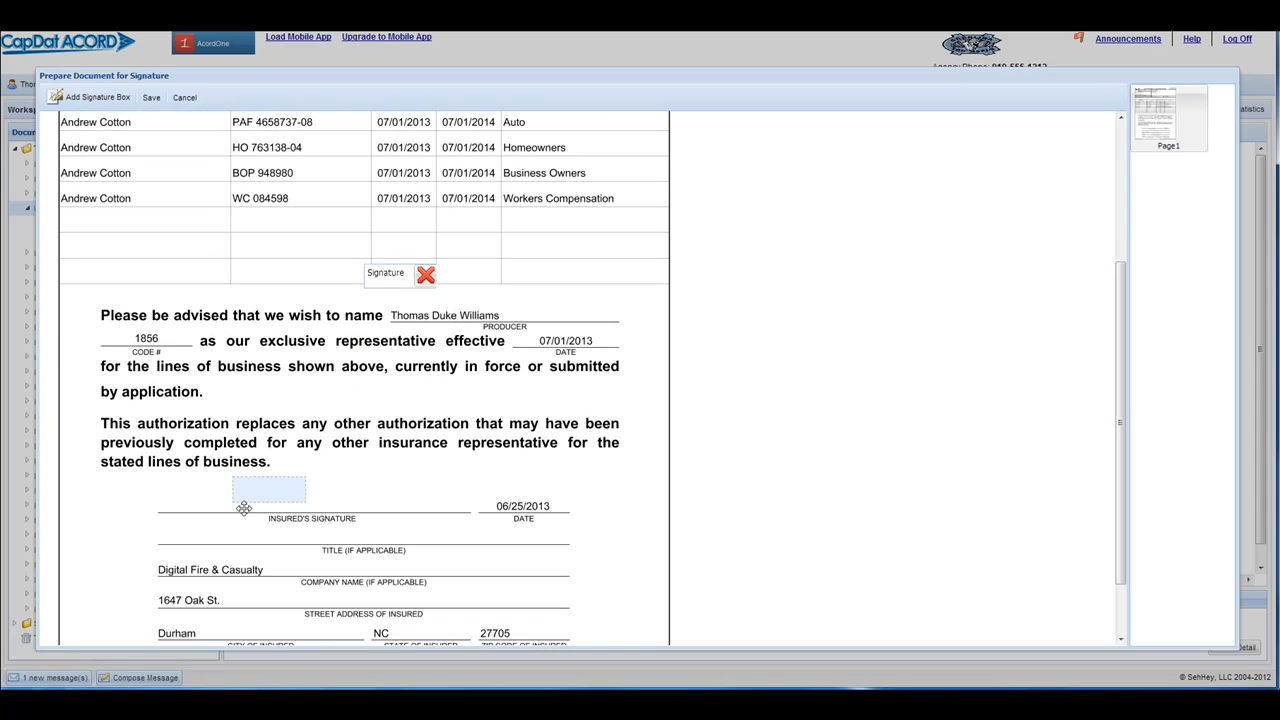 CapDat ACORD
1 AcordOne
Load Mobile App Upgrade to Mobile App
Announcements Help Log Off
Prepare Document for Signature
Add Signature Box Save Cancel
Andrew Cotton PAF 4658737-08 07/01/2013 07/01/2014 Auto
Andrew Cotton HO 763138-04 07/01/2013 07/01/2014 Homeowners
Andrew Cotton BOP 948980 07/01/2013 07/01/2014 Business Owners
Andrew Cotton WC 084598 07/01/2013 07/01/2014 Workers Compensation
Signature
Page1
Please be advised that we wish to name Thomas Duke Williams
PRODUCER
1856 as our exclusive representative effective 07/01/2013
CODE # DATE
for the lines of business shown above, currently in force or submitted
by application.
This authorization replaces any other authorization that may have been
previously completed for any other insurance representative for the
stated lines of business.
06/25/2013
INSURED'S SIGNATURE DATE
TITLE (IF APPLICABLE)
Digital Fire & Casualty
COMPANY NAME (IF APPLICABLE)
1647 Oak St.
STREET ADDRESS OF INSURED
Durham NC 27705
1 new message(s) Compose Message
© SehHey, LLC 2004-2012